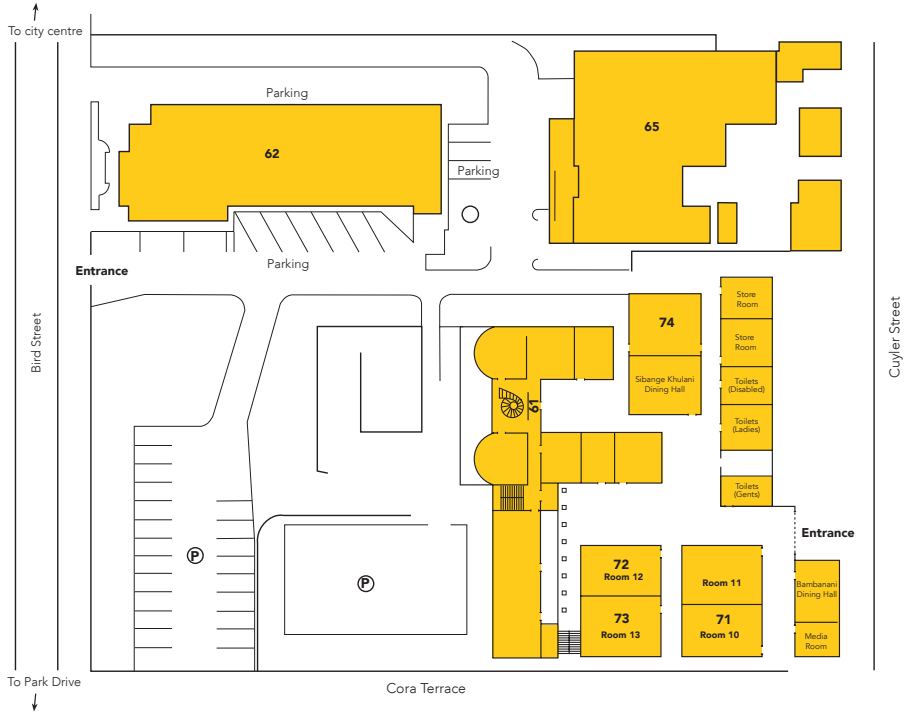 To city centre
Parking
65
62
Parking
Parking
Entrance
Bird Street
Cuyler Street
Store
Room
74
Store
Room
Sibange Khulani
Dining Hall
Toilets
(Disabled)
61
Toilets
(Ladies)
Toilets
(Gents)
Entrance
P
P
72
Room 12
Room 11
Bambanani
Dining Hall
73
Room 13
71
Room 10
Media
Room
To Park Drive
Cora Terrace